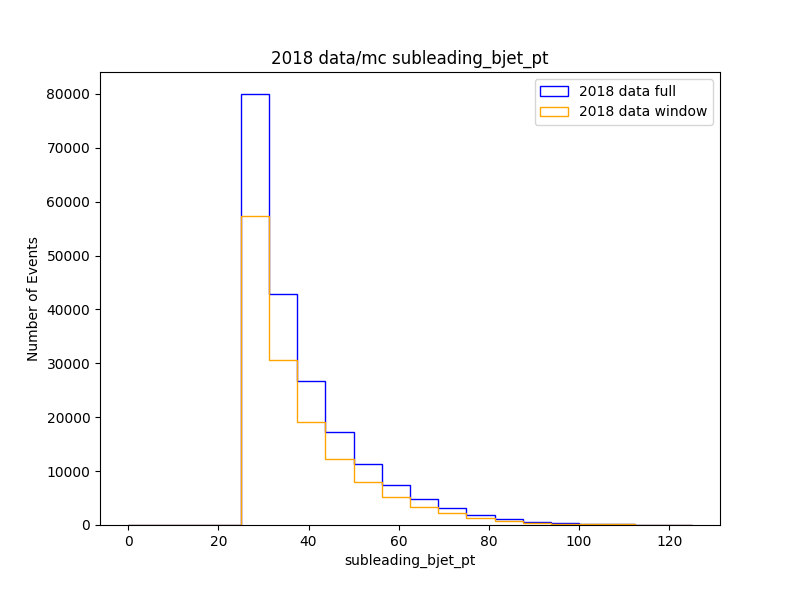 2018 data/mc subleading_bjet_pt
2018 data full
2018 data window
80000
70000
60000
50000
40000
30000
20000
10000
0
Number of Events
0 20 40 60 80 100 120
subleading_bjet_pt